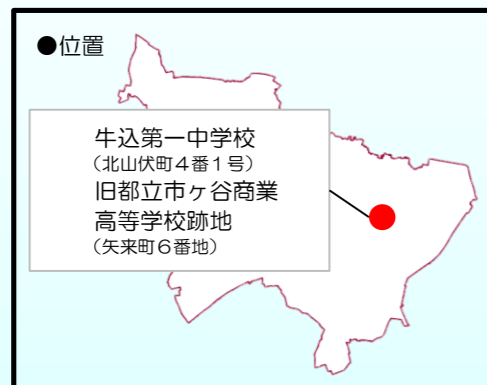 ●位置
牛込第一中学校
（北山伏町４番１号）
旧都立市ヶ谷商業
高等学校跡地
（矢来町６番地）